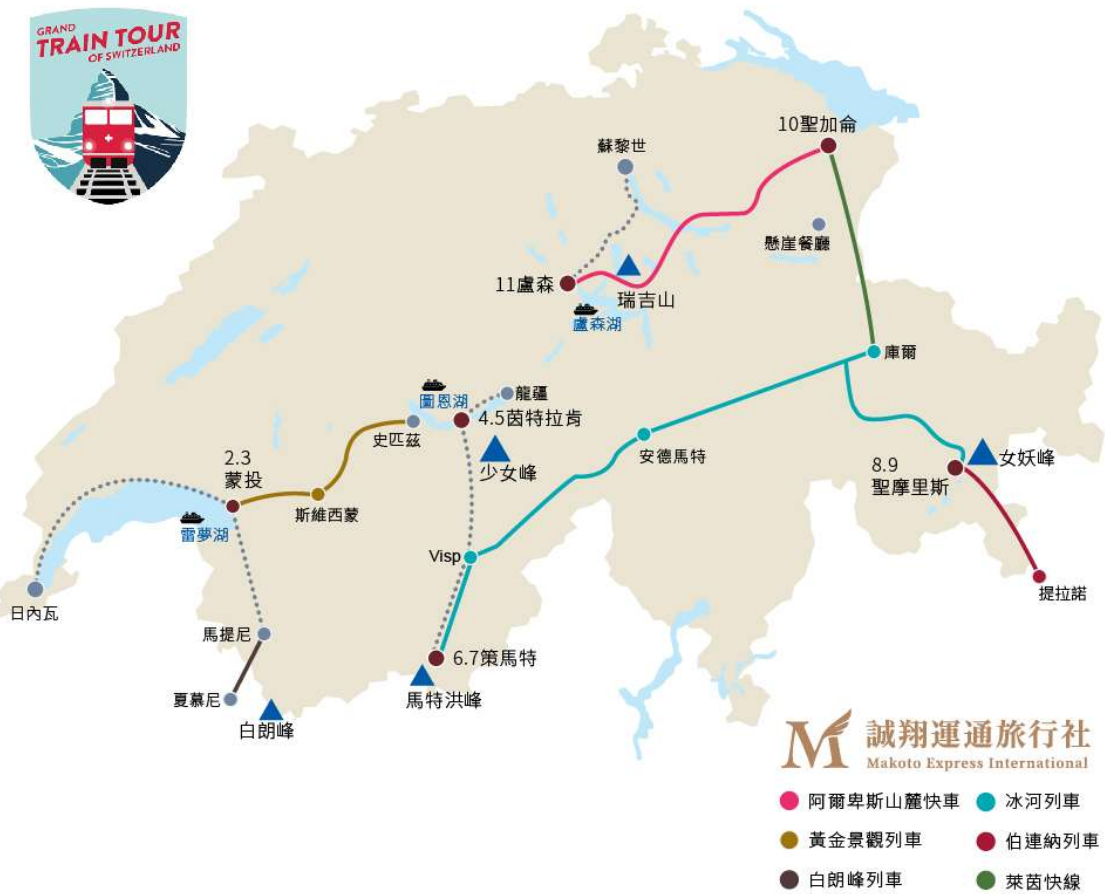 GRAND
TRAIN TOUR
OF SWITZERLAND
10聖加侖
蘇黎世
懸崖餐廳
11盧森
瑞吉山
盧森湖
庫爾
龍疆
圖恩湖
4.5茵特拉肯
史匹茲
安德馬特
少女峰
女妖峰
2.3
蒙投
8.9
聖摩里斯
斯維西蒙
雷夢湖
Visp
提拉諾
日內瓦
馬提尼
6.7策馬特
馬特洪峰
夏慕尼
白朗峰
M 誠翔運通旅行社
Makoto Express International
阿爾卑斯山麓快車 冰河列車
黃金景觀列車 伯連納列車
白朗峰列車 萊茵快線